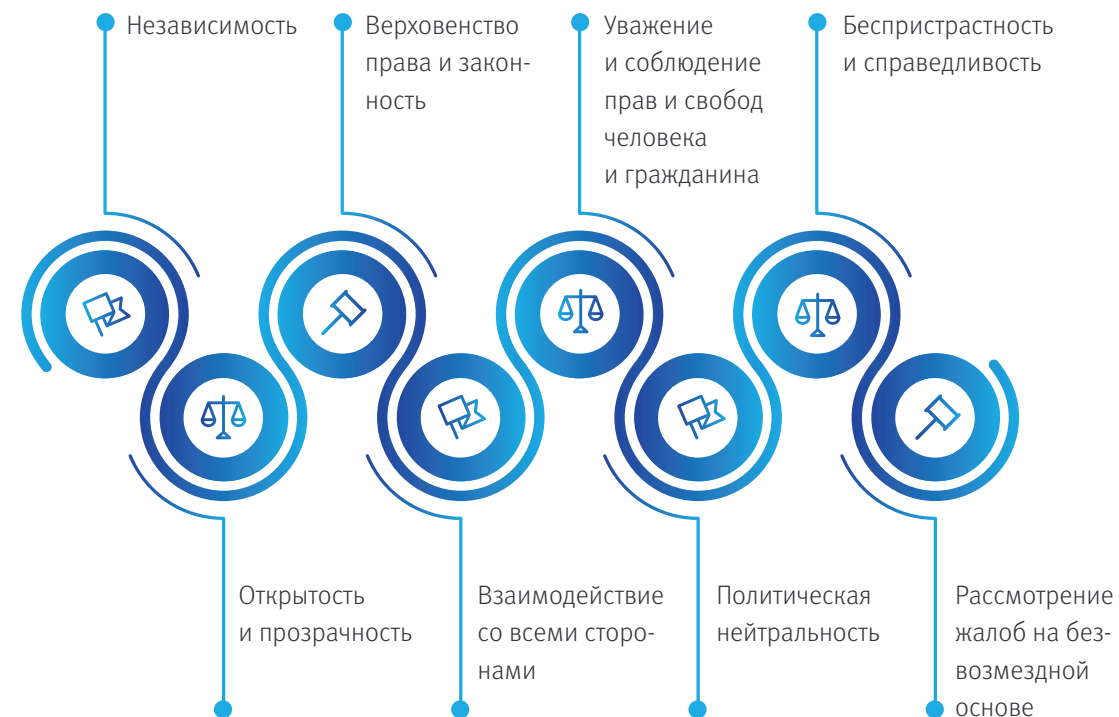 Независимость
Верховенство
права и закон-
ность
Уважение
и соблюдение
прав и свобод
человека
и гражданина
Беспристрастность
и справедливость
Открытость
и прозрачность
Взаимодействие
со всеми сторо-
нами
Политическая
нейтральность
Рассмотрение
жалоб на без-
возмездной
основе